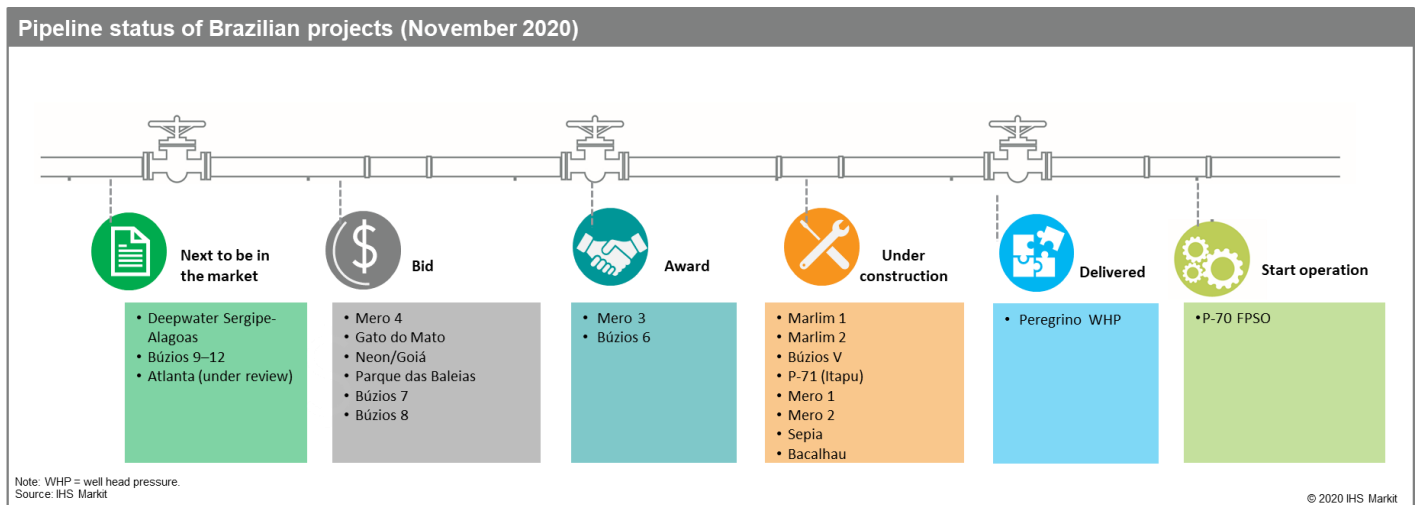 Pipeline status of Brazilian projects (November 2020)
Next to be in
the market
• Deepwater Sergipe-
Alagoas
• Búzios 9–12
• Atlanta (under review)
Bid
• Mero 4
• Gato do Mato
• Neon/Goiá
• Parque das Baleias
• Búzios 7
• Búzios 8
Award
• Mero 3
• Búzios 6
Under
construction
• Marlim 1
• Marlim 2
• Búzios V
• P-71 (Itapu)
• Mero 1
• Mero 2
• Sepia
• Bacalhau
Delivered
• Peregrino WHP
Start operation
•P-70 FPSO
Note: WHP = well head pressure.
Source: IHS Markit
© 2020 IHS Markit